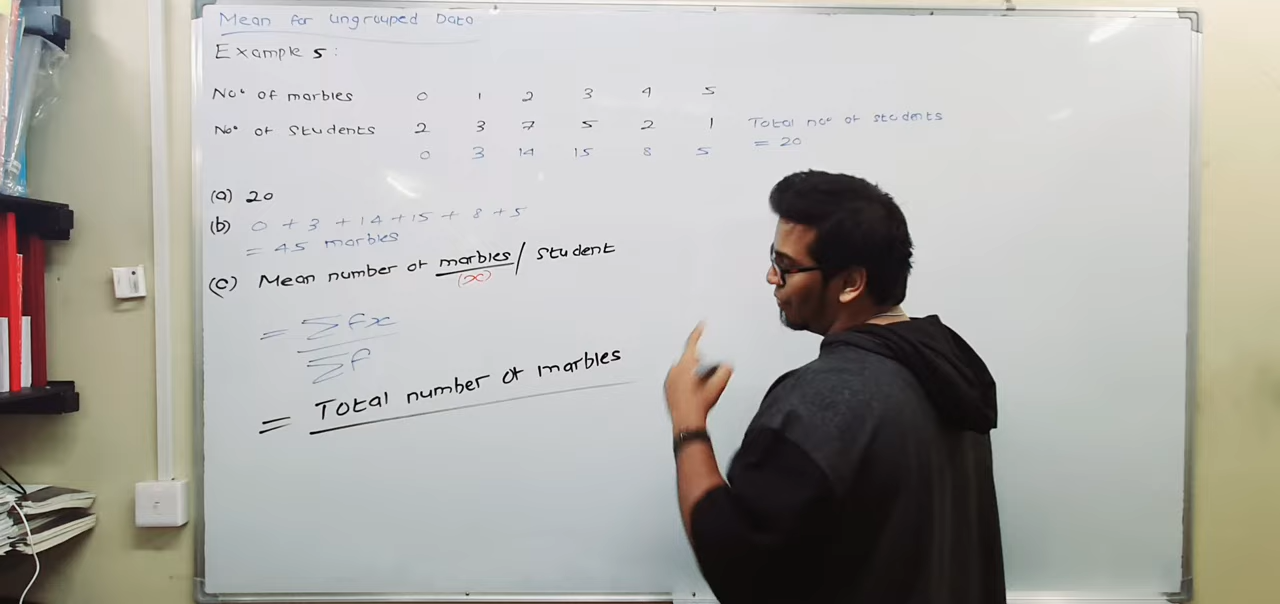 Mean for ungrouped Data
Example 5:
No. of marbles 0 1 2 3 4 5
No. of Students 2 3 7 5 2 1 Total no. of students
0 3 14 15 8 5 = 20
(a) 20
(b) 0 + 3 + 14 + 15 + 8 + 5
= 45 marbles
(c) Mean number of marbles / student
(x)
= Σfx
Σf
= Total number of marbles